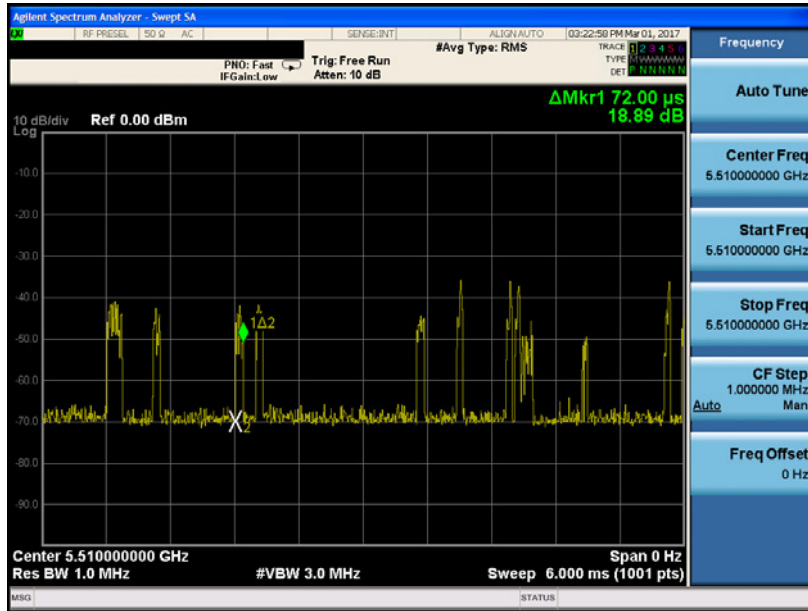 Agilent Spectrum Analyzer - Swept SA
RF PRESEL 50 Ω AC SENSE:INT ALIGN AUTO 03:22:58 PM Mar 01, 2017
#Avg Type: RMS
TRACE 1 2 3 4 5 6
TYPE M W W W W W
DET P N N N N N
PNO: Fast
IFGain:Low
Trig: Free Run
Atten: 10 dB
ΔMkr1 72.00 µs
18.89 dB
10 dB/div Ref 0.00 dBm
Log
-10.0
-20.0
-30.0
-40.0
1Δ2
-50.0
-60.0
-70.0
2
-80.0
-90.0
Center 5.510000000 GHz Span 0 Hz
Res BW 1.0 MHz #VBW 3.0 MHz Sweep 6.000 ms (1001 pts)
MSG STATUS
Frequency
Auto Tune
Center Freq
5.510000000 GHz
Start Freq
5.510000000 GHz
Stop Freq
5.510000000 GHz
CF Step
1.000000 MHz
Auto Man
Freq Offset
0 Hz